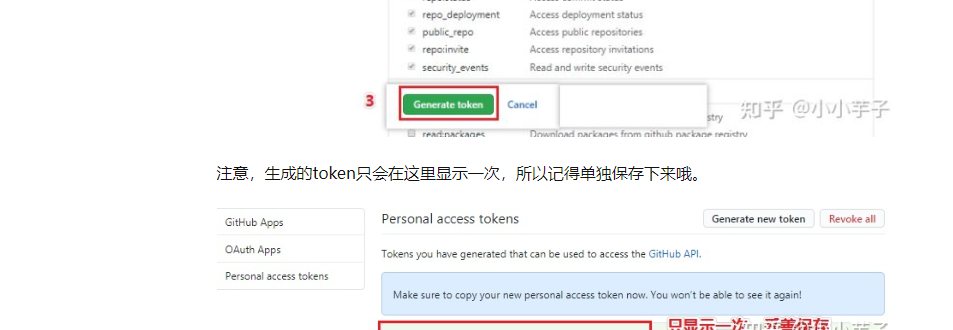 repo_deployment Access deployment status
public_repo Access public repositories
repo:invite Access repository invitations
security_events Read and write security events
3 Generate token Cancel
知乎 @小小芋子
read:packages Download packages from github package registry
注意，生成的token只会在这里显示一次，所以记得单独保存下来哦。
GitHub Apps
OAuth Apps
Personal access tokens
Personal access tokens
Generate new token
Revoke all
Tokens you have generated that can be used to access the GitHub API.
Make sure to copy your new personal access token now. You won't be able to see it again!
只显示一次